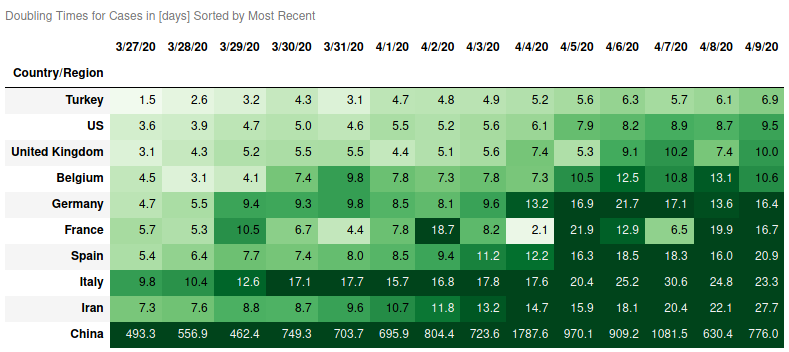 Doubling Times for Cases in [days] Sorted by Most Recent
3/27/20 3/28/20 3/29/20 3/30/20 3/31/20 4/1/20 4/2/20 4/3/20 4/4/20 4/5/20 4/6/20 4/7/20 4/8/20 4/9/20
Country/Region
Turkey 1.5 2.6 3.2 4.3 3.1 4.7 4.8 4.9 5.2 5.6 6.3 5.7 6.1 6.9
US 3.6 3.9 4.7 5.0 4.6 5.5 5.2 5.6 6.1 7.9 8.2 8.9 8.7 9.5
United Kingdom 3.1 4.3 5.2 5.5 5.5 4.4 5.1 5.6 7.4 5.3 9.1 10.2 7.4 10.0
Belgium 4.5 3.1 4.1 7.4 9.8 7.8 7.3 7.8 7.3 10.5 12.5 10.8 13.1 10.6
Germany 4.7 5.5 9.4 9.3 9.8 8.5 8.1 9.6 13.2 16.9 21.7 17.1 13.6 16.4
France 5.7 5.3 10.5 6.7 4.4 7.8 18.7 8.2 2.1 21.9 12.9 6.5 19.9 16.7
Spain 5.4 6.4 7.7 7.4 8.0 8.5 9.4 11.2 12.2 16.3 18.5 18.3 16.0 20.9
Italy 9.8 10.4 12.6 17.1 17.7 15.7 16.8 17.8 17.6 20.4 25.2 30.6 24.8 23.3
Iran 7.3 7.6 8.8 8.7 9.6 10.7 11.8 13.2 14.7 15.9 18.1 20.4 22.1 27.7
China 493.3 556.9 462.4 749.3 703.7 695.9 804.4 723.6 1787.6 970.1 909.2 1081.5 630.4 776.0